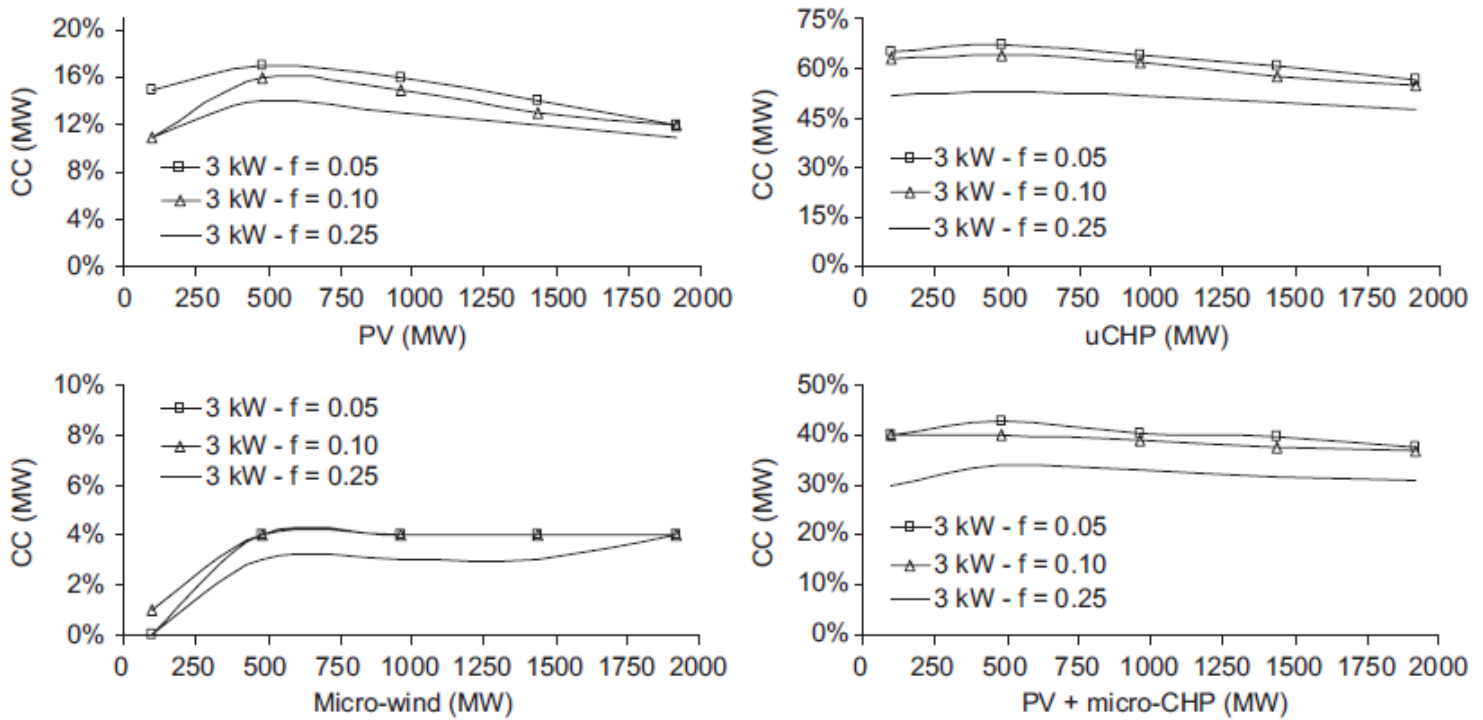 20%
16%
12%
8%
4%
0%
CC (MW)
3 kW - f = 0.05
3 kW - f = 0.10
3 kW - f = 0.25
0 250 500 750 1000 1250 1500 1750 2000
PV (MW)
75%
60%
45%
30%
15%
0%
CC (MW)
3 kW - f = 0.05
3 kW - f = 0.10
3 kW - f = 0.25
0 250 500 750 1000 1250 1500 1750 2000
uCHP (MW)
10%
8%
6%
4%
2%
0%
CC (MW)
3 kW - f = 0.05
3 kW - f = 0.10
3 kW - f = 0.25
0 250 500 750 1000 1250 1500 1750 2000
Micro-wind (MW)
50%
40%
30%
20%
10%
0%
CC (MW)
3 kW - f = 0.05
3 kW - f = 0.10
3 kW - f = 0.25
0 250 500 750 1000 1250 1500 1750 2000
PV + micro-CHP (MW)